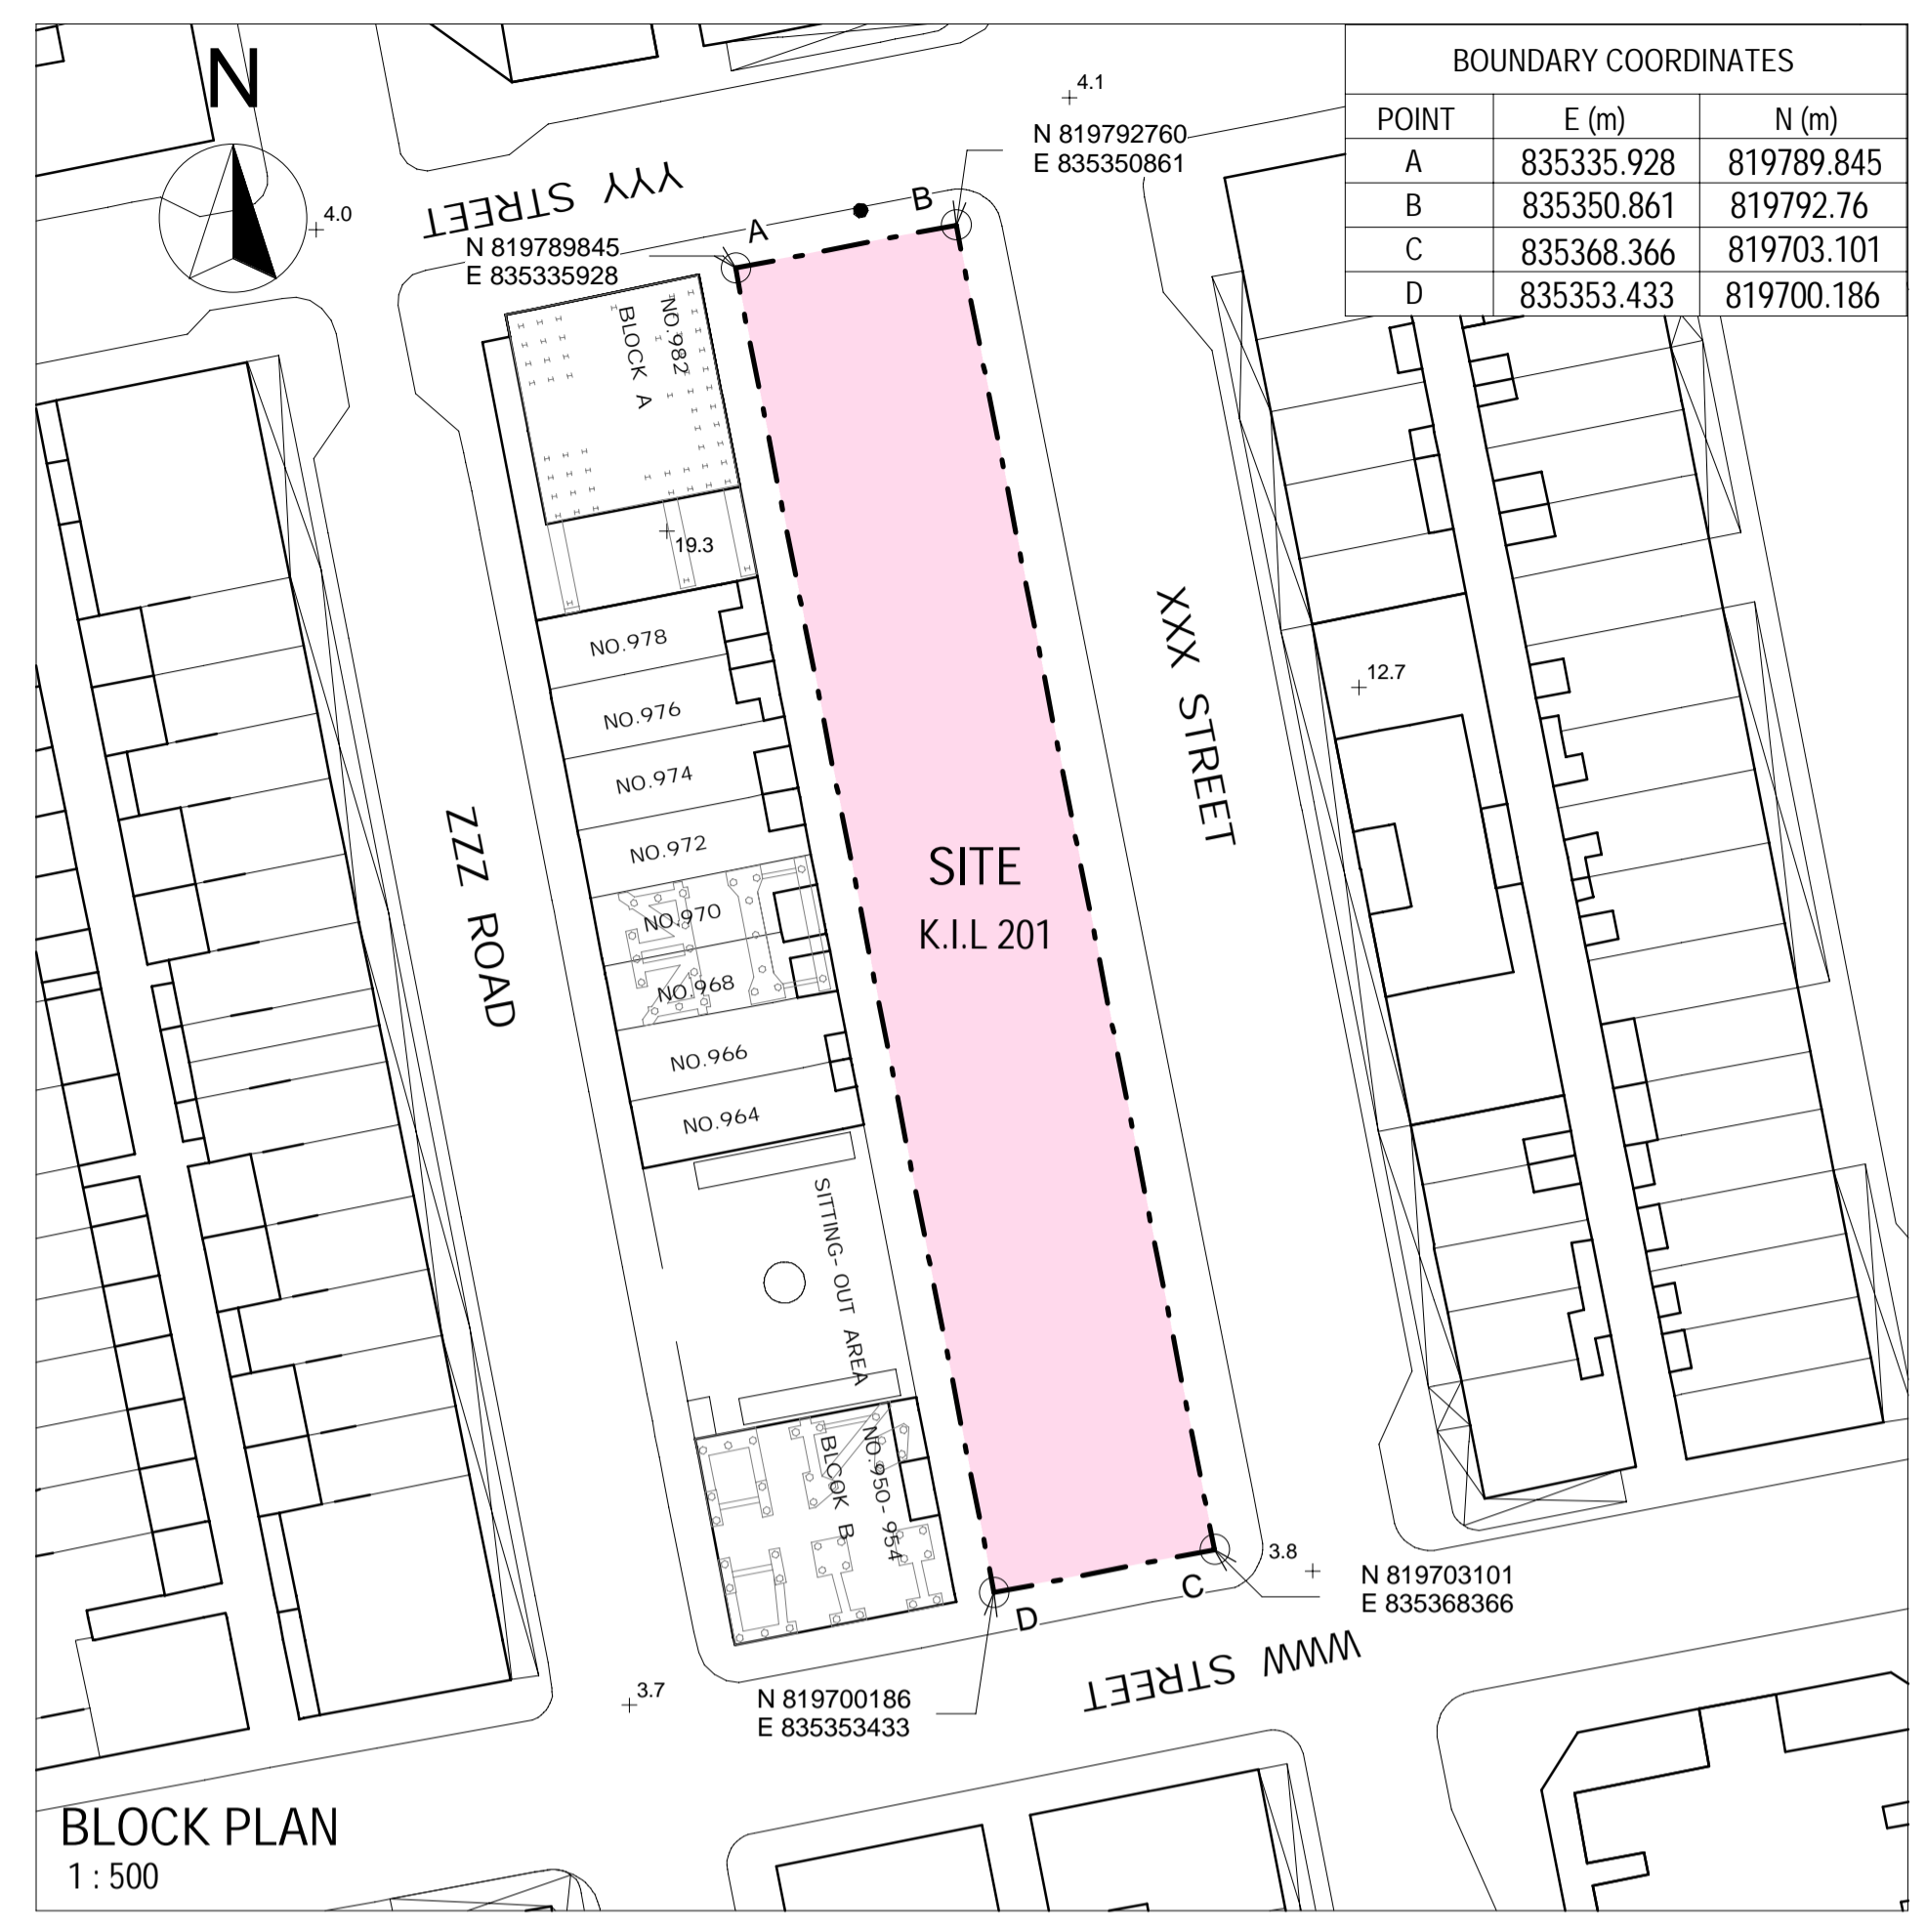 N
BOUNDARY COORDINATES
POINT E (m) N (m)
A 835335.928 819789.845
B 835350.861 819792.76
C 835368.366 819703.101
D 835353.433 819700.186
4.1
N 819792760
E 835350861
4.0
YYY STREET
A
B
N 819789845
E 835335928
NO.982
BLOCK A
19.3
NO.978
NO.976
NO.974
NO.972
NO.970
NO.968
NO.966
NO.964
XXX STREET
12.7
ZZZ ROAD
SITE
K.I.L 201
SITTING-OUT AREA
NO.950-954
BLCOK B
C
D
3.8
N 819703101
E 835368366
WWW STREET
3.7
N 819700186
E 835353433
BLOCK PLAN
1 : 500